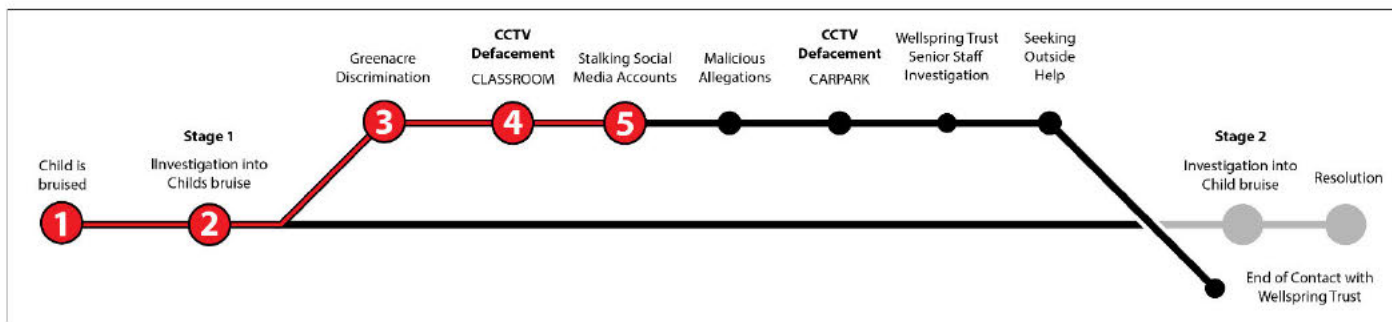 Child is
bruised
1
Stage 1
IInvestigation into
Childs bruise
2
Greenacre
Discrimination
3
CCTV
Defacement
CLASSROOM
4
Stalking Social
Media Accounts
5
Malicious
Allegations
CCTV
Defacement
CARPARK
Wellspring Trust
Senior Staff
Investigation
Seeking
Outside
Help
Stage 2
Investigation into
Child bruise
Resolution
End of Contact with
Wellspring Trust